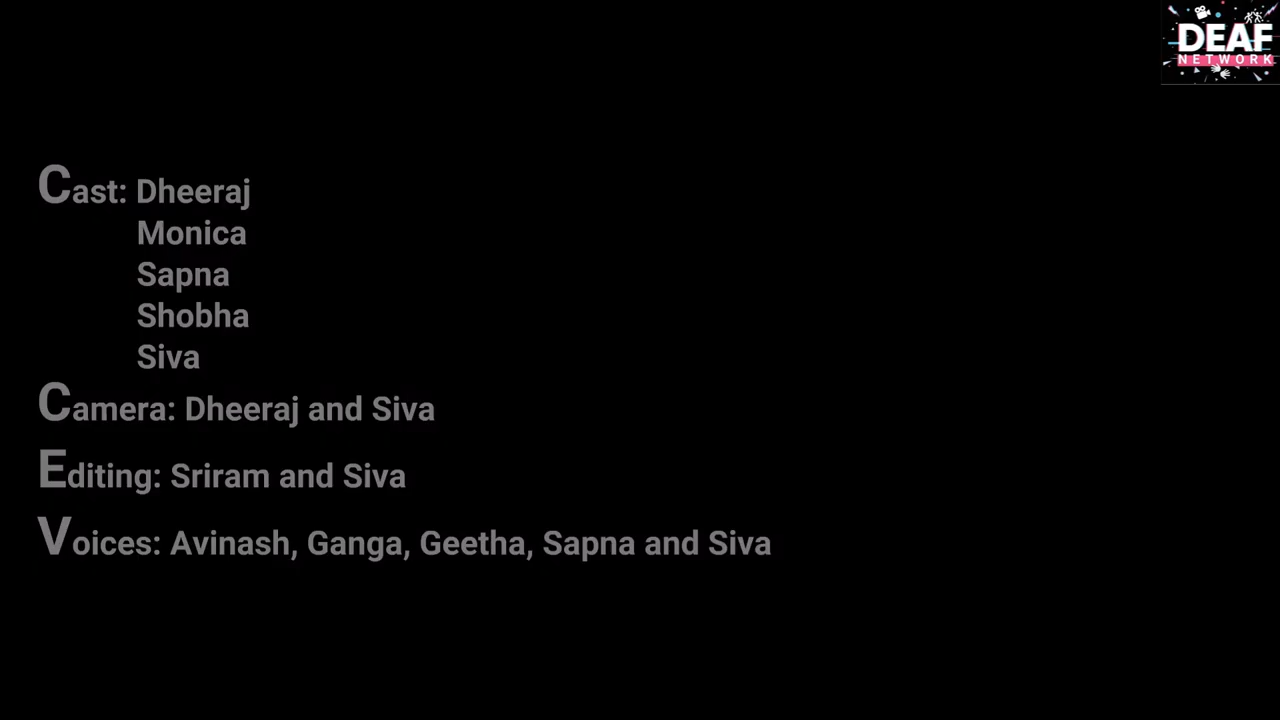 DEAF
NETWORK
Cast: Dheeraj
Monica
Sapna
Shobha
Siva
Camera: Dheeraj and Siva
Editing: Sriram and Siva
Voices: Avinash, Ganga, Geetha, Sapna and Siva